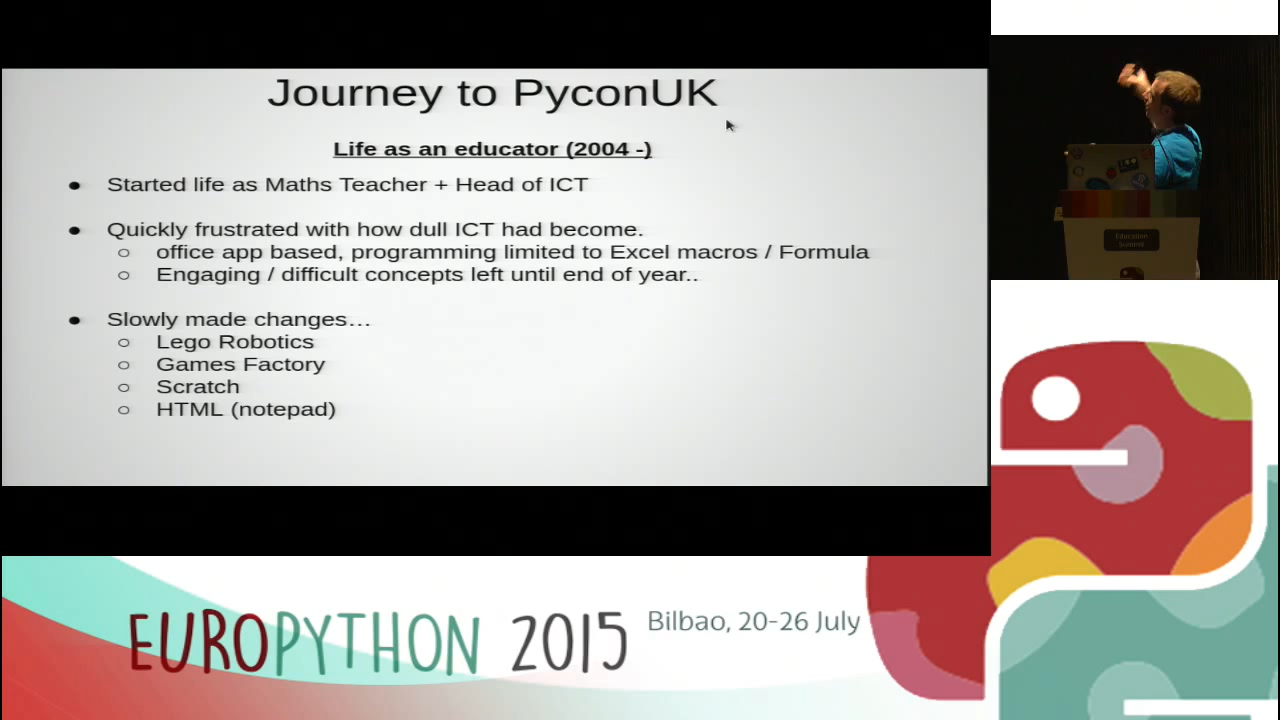 Journey to PyconUK
Life as an educator (2004 -)
● Started life as Maths Teacher + Head of ICT
● Quickly frustrated with how dull ICT had become.
○ office app based, programming limited to Excel macros / Formula
○ Engaging / difficult concepts left until end of year..
● Slowly made changes…
○ Lego Robotics
○ Games Factory
○ Scratch
○ HTML (notepad)
Education
Summit
EUROPYTHON 2015
Bilbao, 20-26 July